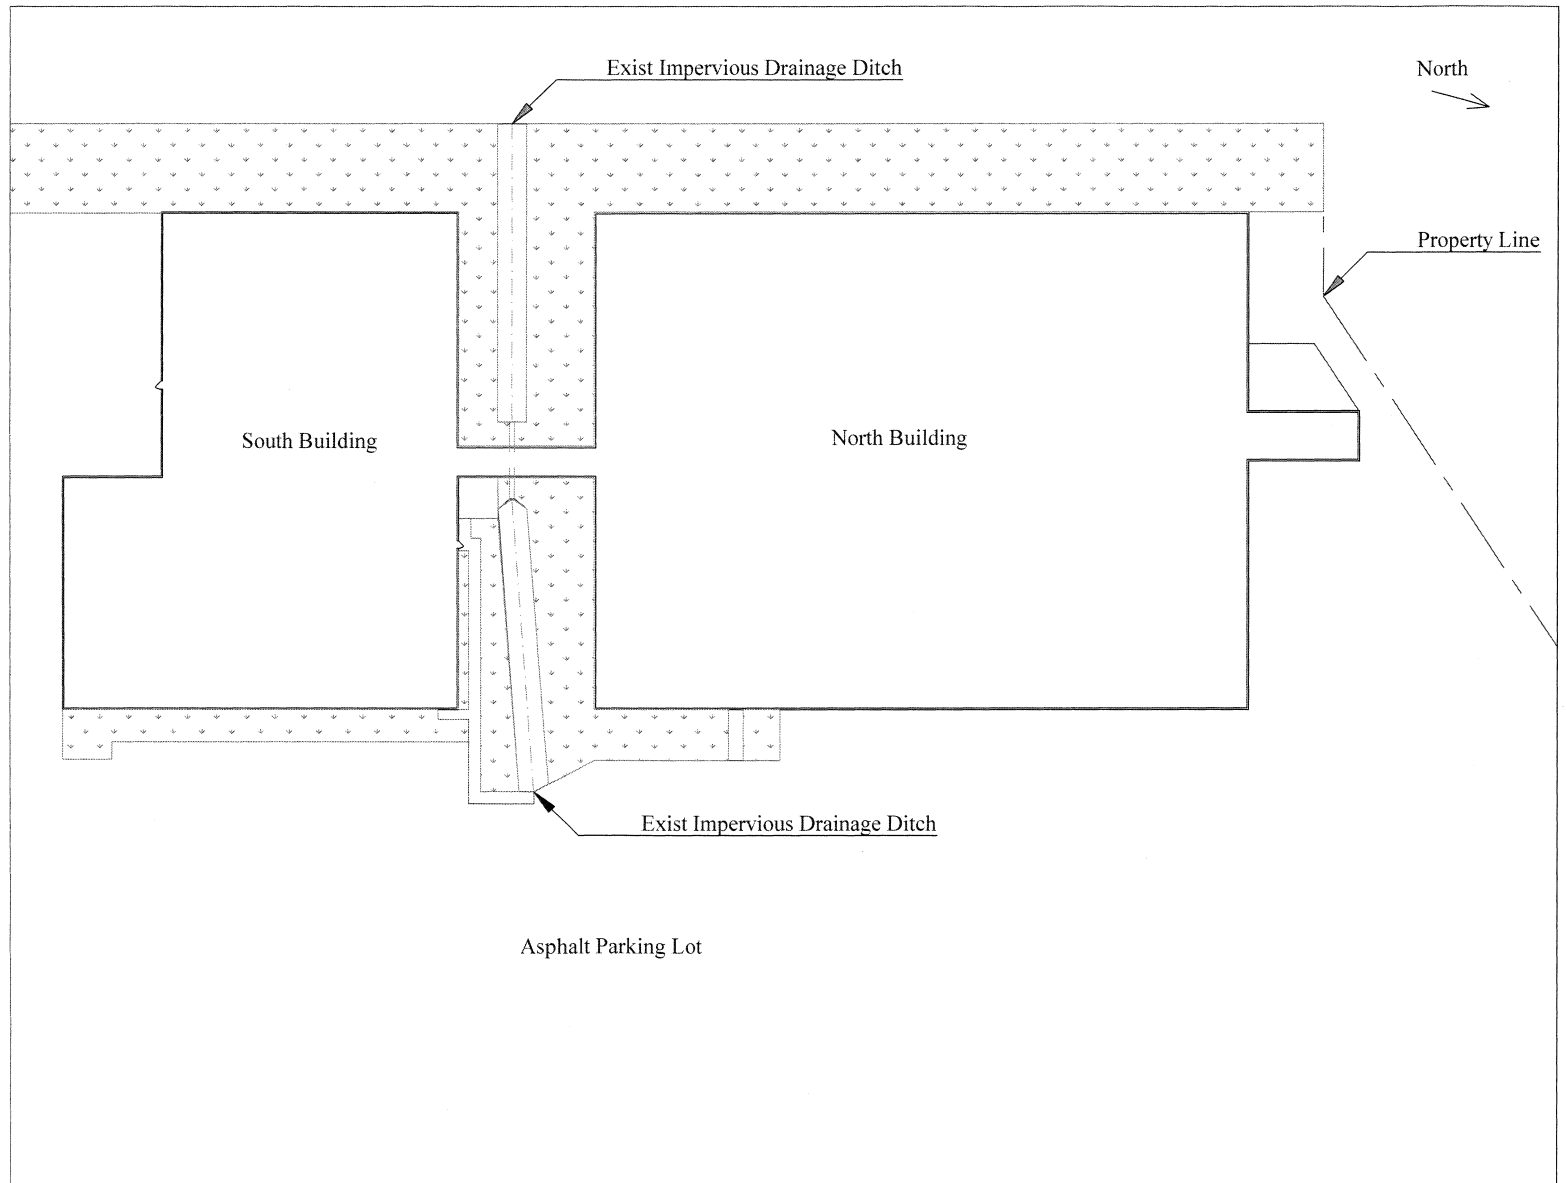 Exist Impervious Drainage Ditch
North
Property Line
South Building
North Building
Exist Impervious Drainage Ditch
Asphalt Parking Lot